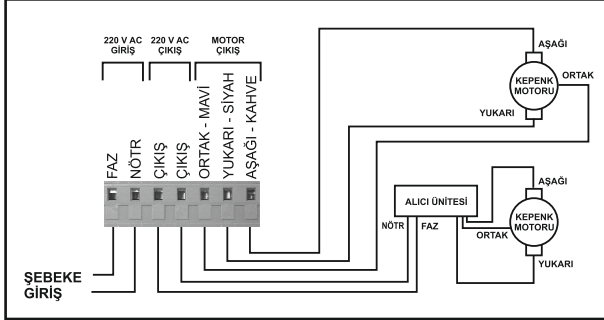 220 V AC
GİRİŞ
220 V AC
ÇIKIŞ
MOTOR
ÇIKIŞ
FAZ
NÖTR
ÇIKIŞ
ÇIKIŞ
ORTAK - MAVİ
YUKARI - SİYAH
AŞAĞI - KAHVE
ŞEBEKE
GİRİŞ
AŞAĞI
KEPENK
MOTORU
ORTAK
YUKARI
ALICI ÜNİTESİ
NÖTR
FAZ
AŞAĞI
KEPENK
MOTORU
ORTAK
YUKARI